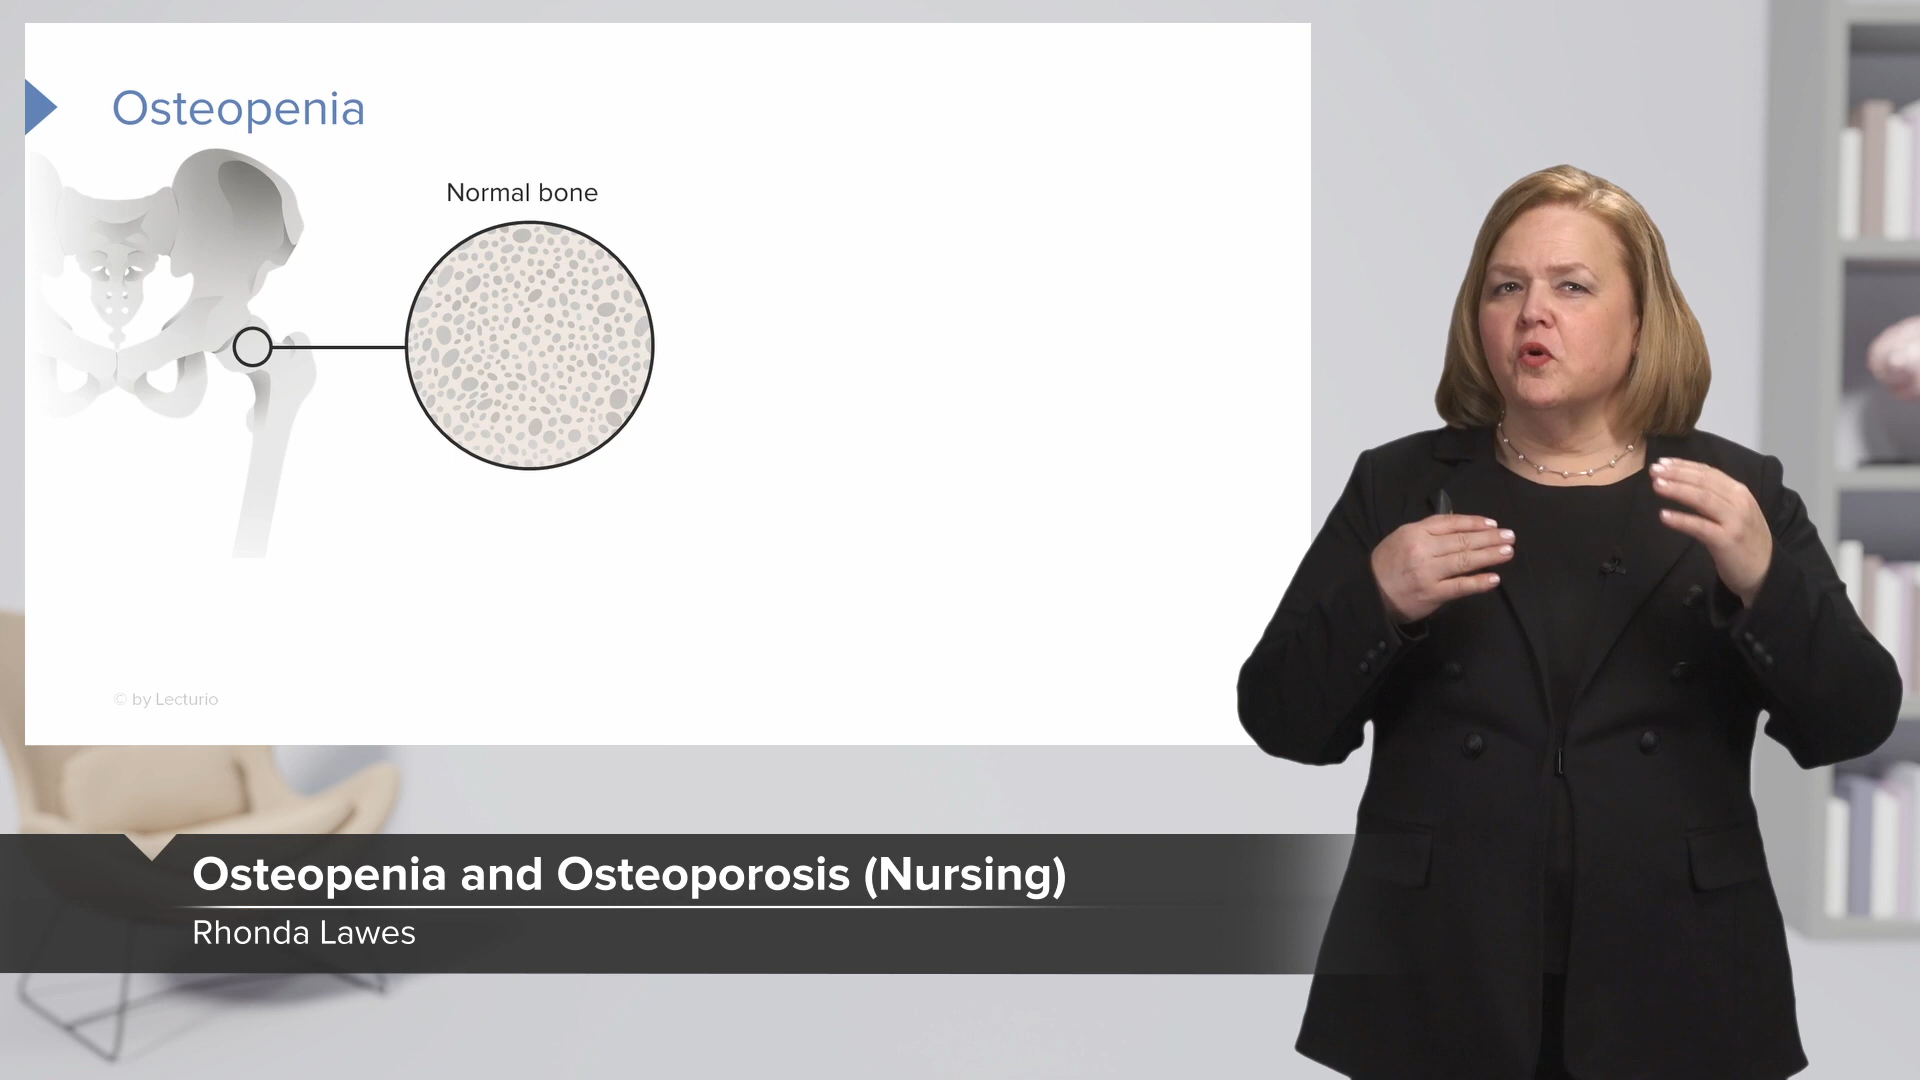 Osteopenia
Normal bone
© by Lecturio
Osteopenia and Osteoporosis (Nursing)
Rhonda Lawes